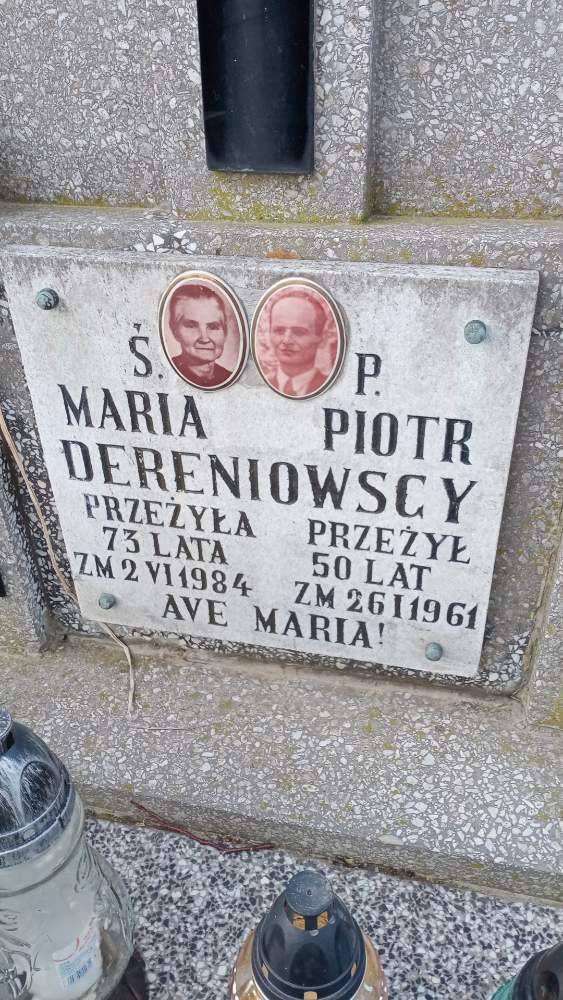 Ś. P.
MARIA PIOTR
DERENIOWSCY
PRZEŻYŁA PRZEŻYŁ
73 LATA 50 LAT
ZM 2 VI 1984 ZM 26 I 1961
AVE MARIA!